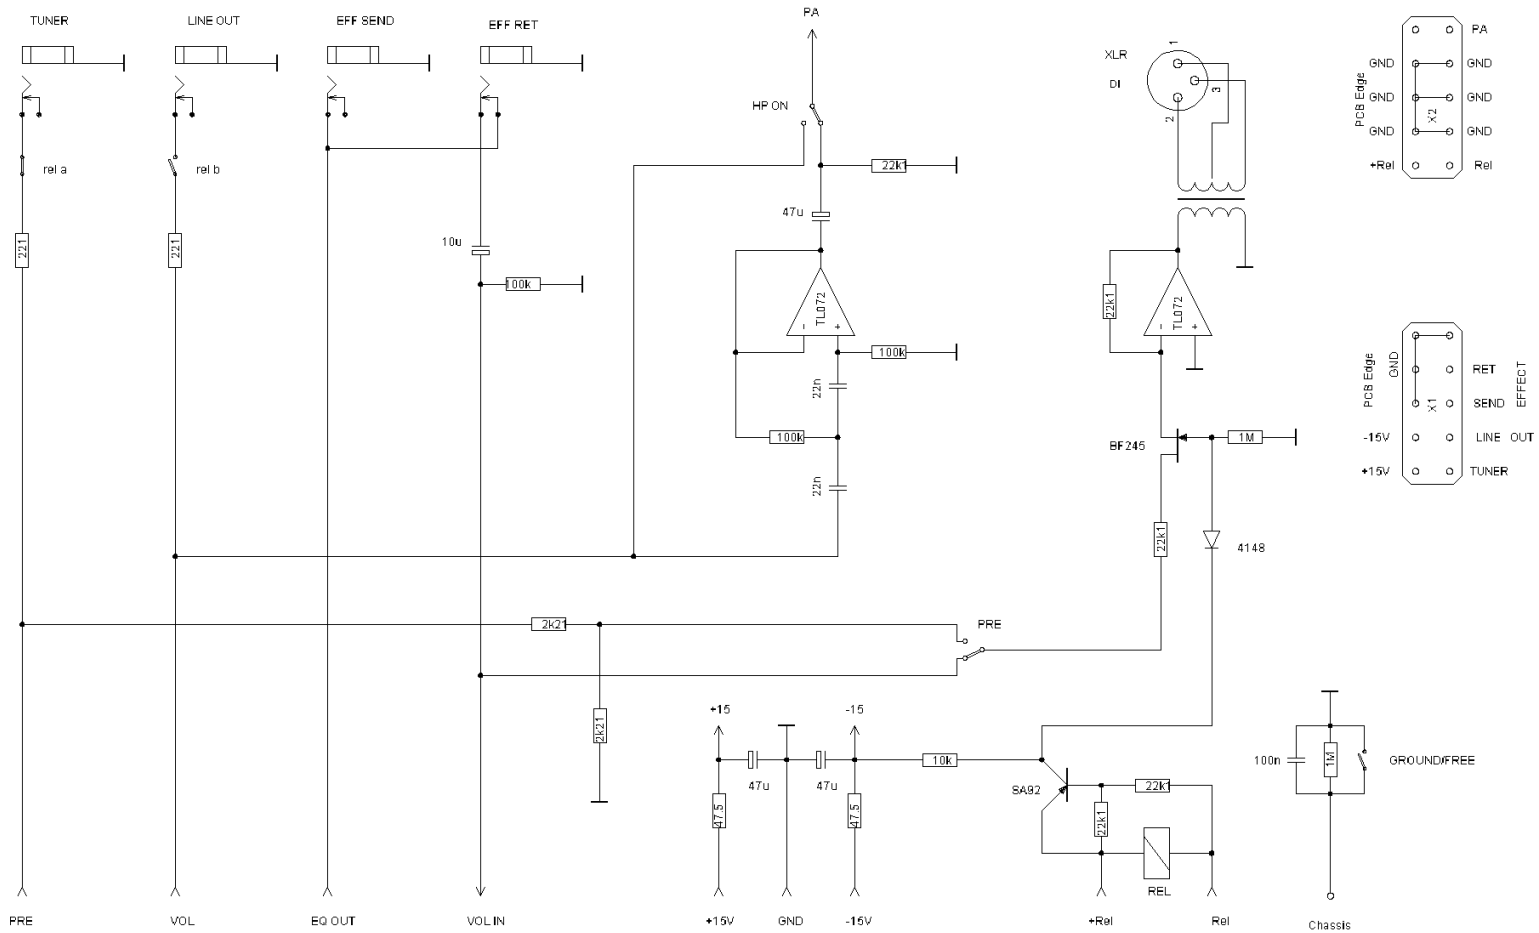 TUNER
LINE OUT
EFF SEND
EFF RET
PA
XLR
DI
1
2
3
HP ON
PA
GND
GND
GND
GND
GND
GND
+Rel
Rel
PCB Edge
X2
rel a
rel b
22k1
47u
221
221
10u
100k
TL072
-
+
22k1
TL072
-
+
100k
22n
100k
22n
PCB Edge
GND
RET
SEND
EFFECT
X1
-15V
LINE OUT
+15V
TUNER
BF245
1M
22k1
4148
2k21
PRE
2k21
+15
-15
47u
47u
10k
47.5
47.5
SA92
22k1
22k1
REL
100n
1M
GROUND/FREE
PRE
VOL
EQ OUT
VOL IN
+15V
GND
-15V
+Rel
Rel
Chassis